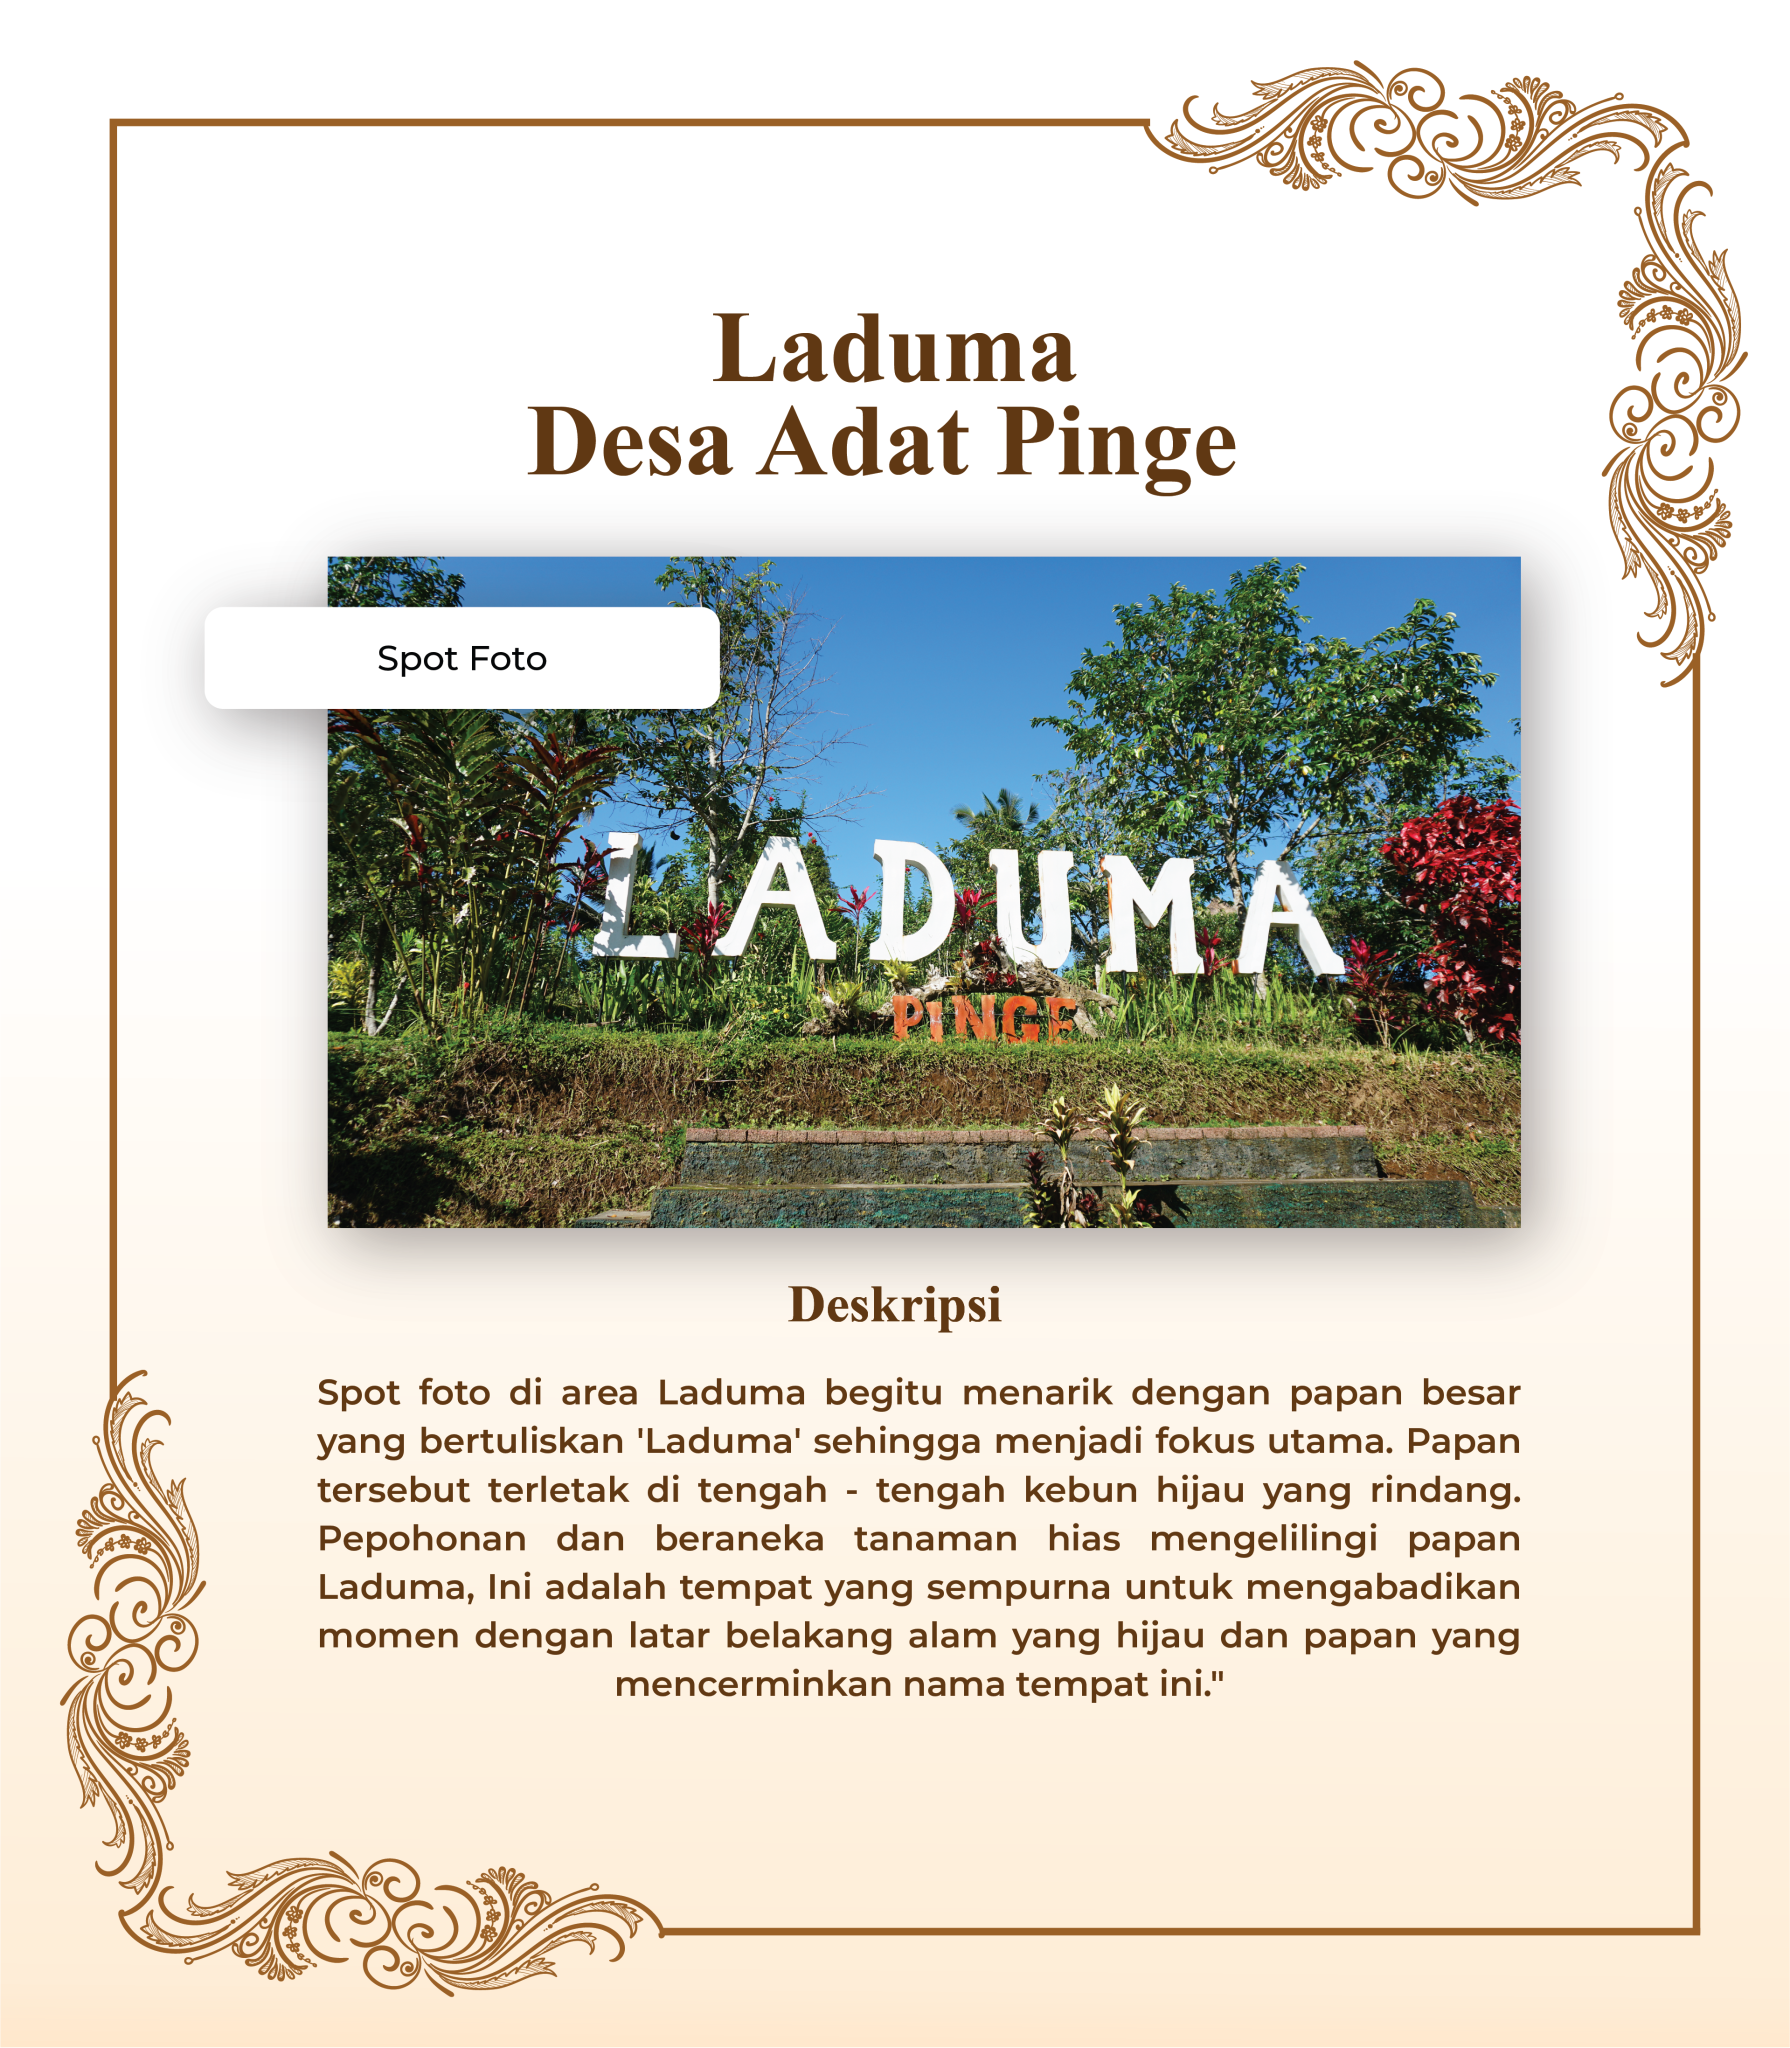 Laduma
Desa Adat Pinge
Spot Foto
LADUMA
PINGE
Deskripsi
Spot foto di area Laduma begitu menarik dengan papan besar
yang bertuliskan 'Laduma' sehingga menjadi fokus utama. Papan
tersebut terletak di tengah - tengah kebun hijau yang rindang.
Pepohonan dan beraneka tanaman hias mengelilingi papan
Laduma, Ini adalah tempat yang sempurna untuk mengabadikan
momen dengan latar belakang alam yang hijau dan papan yang
mencerminkan nama tempat ini."